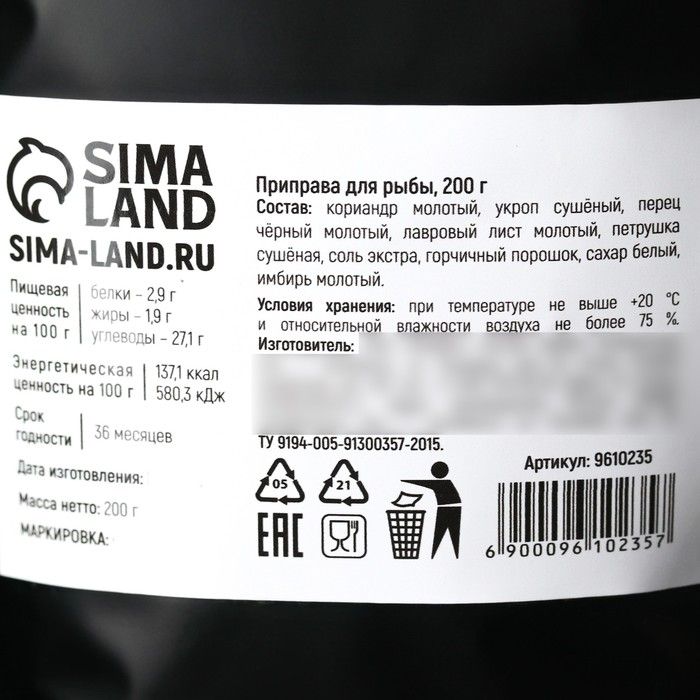 SIMA
LAND
SIMA-LAND.RU
Пищевая
ценность
на 100 г
белки – 2,9 г
жиры – 1,9 г
углеводы – 27,1 г
Энергетическая
ценность на 100 г
137,1 ккал
580,3 кДж
Срок
годности
36 месяцев
Дата изготовления:
Масса нетто: 200 г
МАРКИРОВКА:
Приправа для рыбы, 200 г
Состав: кориандр молотый, укроп сушёный, перец
чёрный молотый, лавровый лист молотый, петрушка
сушёная, соль экстра, горчичный порошок, сахар белый,
имбирь молотый.
Условия хранения: при температуре не выше +20 °С
и относительной влажности воздуха не более 75 %.
Изготовитель:
ТУ 9194-005-91300357-2015.
05
21
EAC
Артикул: 9610235
6 900096 102357